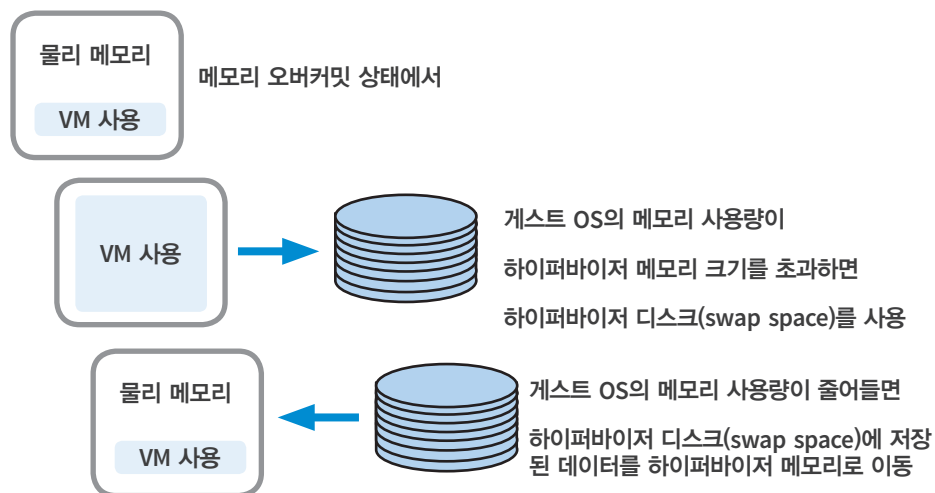 물리 메모리
VM 사용
메모리 오버커밋 상태에서
VM 사용
게스트 OS의 메모리 사용량이
하이퍼바이저 메모리 크기를 초과하면
하이퍼바이저 디스크(swap space)를 사용
물리 메모리
VM 사용
게스트 OS의 메모리 사용량이 줄어들면
하이퍼바이저 디스크(swap space)에 저장
된 데이터를 하이퍼바이저 메모리로 이동